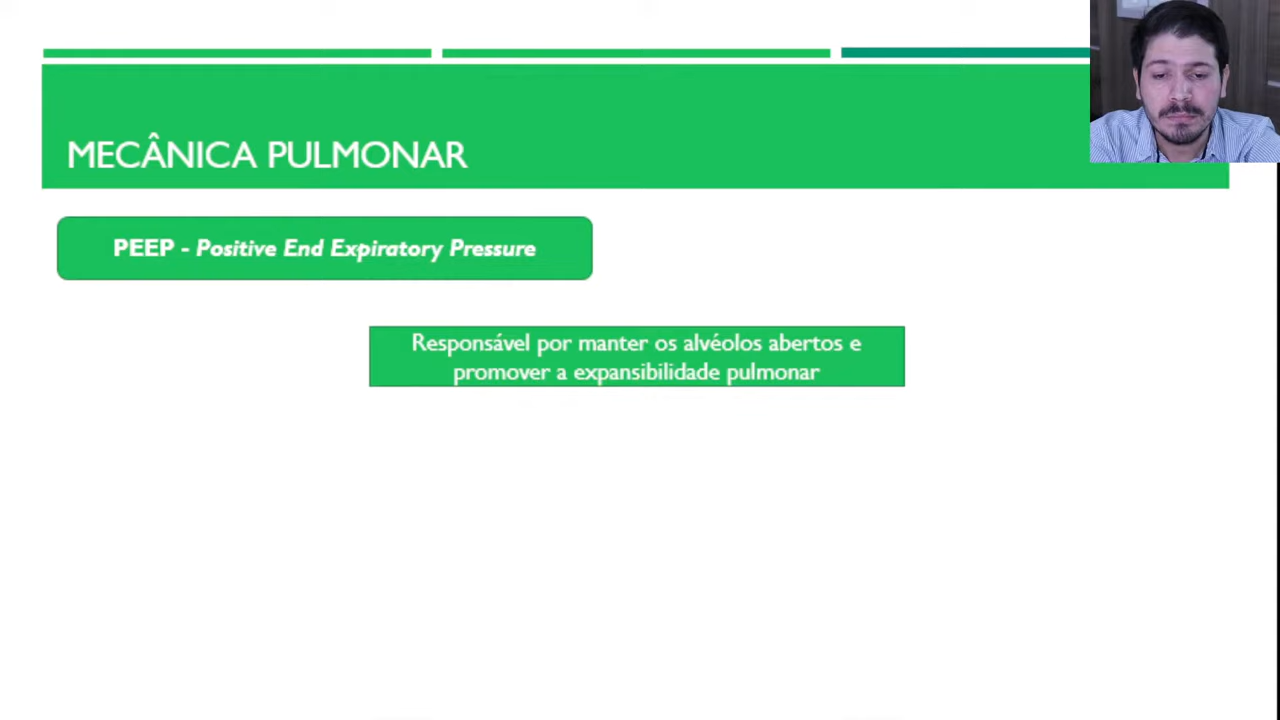 MECÂNICA PULMONAR
PEEP - Positive End Expiratory Pressure
Responsável por manter os alvéolos abertos e
promover a expansibilidade pulmonar